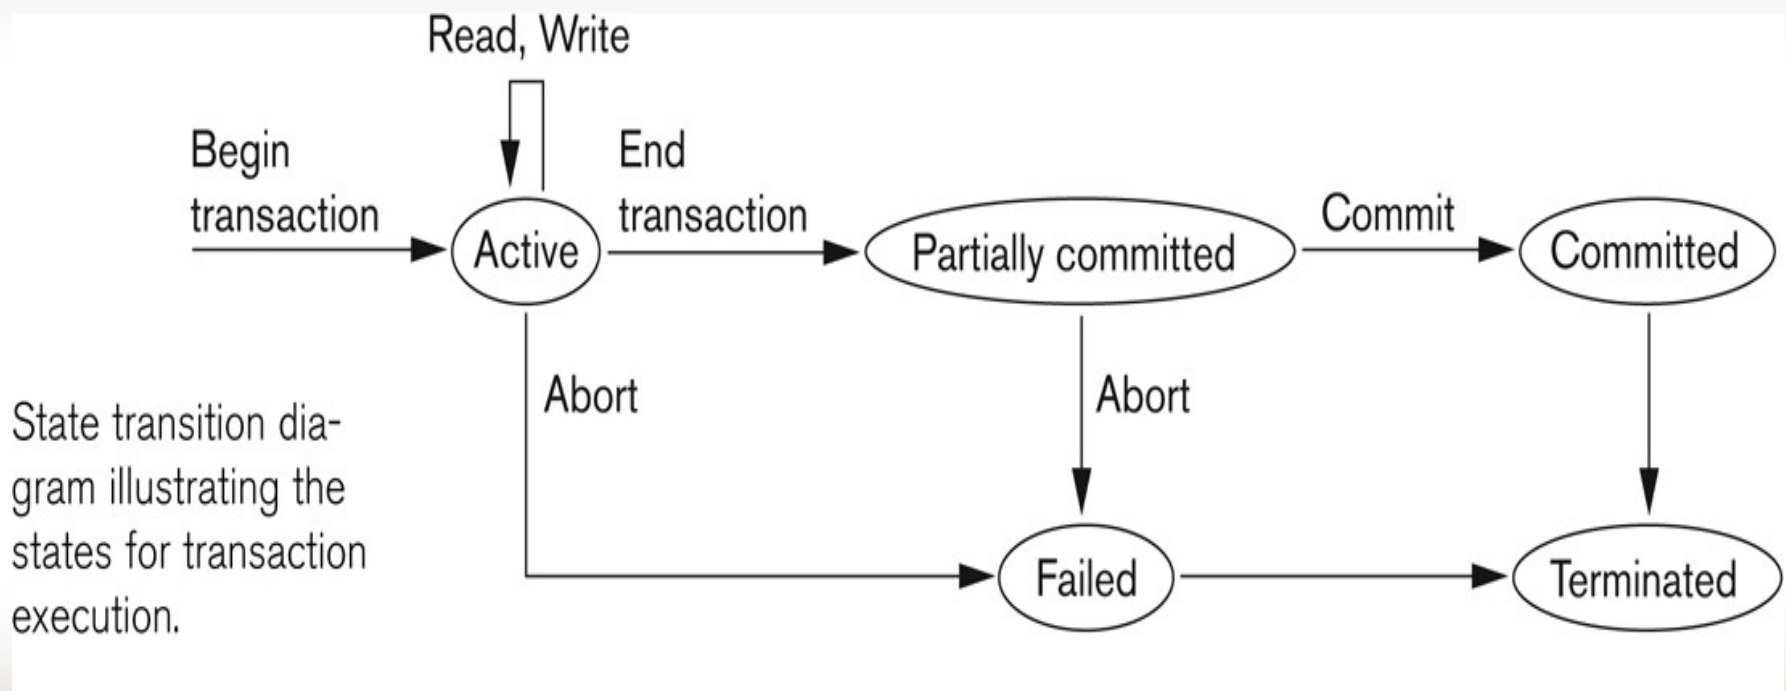 Read, Write
Begin
transaction
End
transaction
Active
Partially committed
Commit
Committed
Abort
Abort
State transition dia-
gram illustrating the
states for transaction
execution.
Failed
Terminated